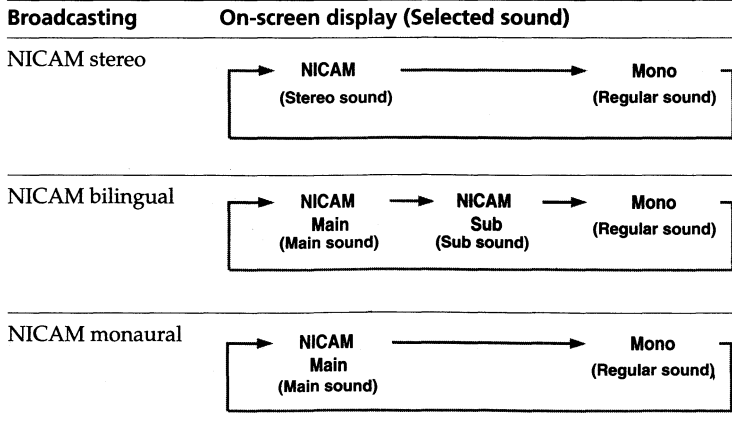 Broadcasting On-screen display (Selected sound)
NICAM stereo
NICAM Mono
(Stereo sound) (Regular sound)
NICAM bilingual
NICAM NICAM Mono
Main Sub (Regular sound)
(Main sound) (Sub sound)
NICAM monaural
NICAM Mono
Main (Regular sound)
(Main sound)